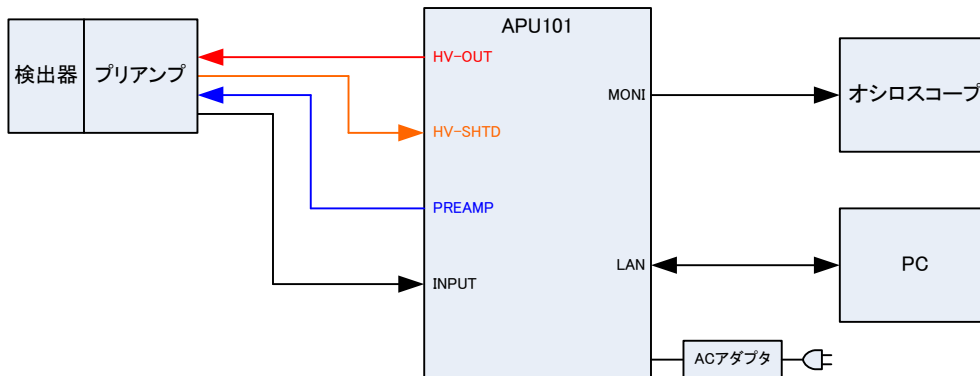 APU101
検出器
プリアンプ
HV-OUT
HV-SHTD
PREAMP
INPUT
MONI
LAN
オシロスコープ
PC
ACアダプタ